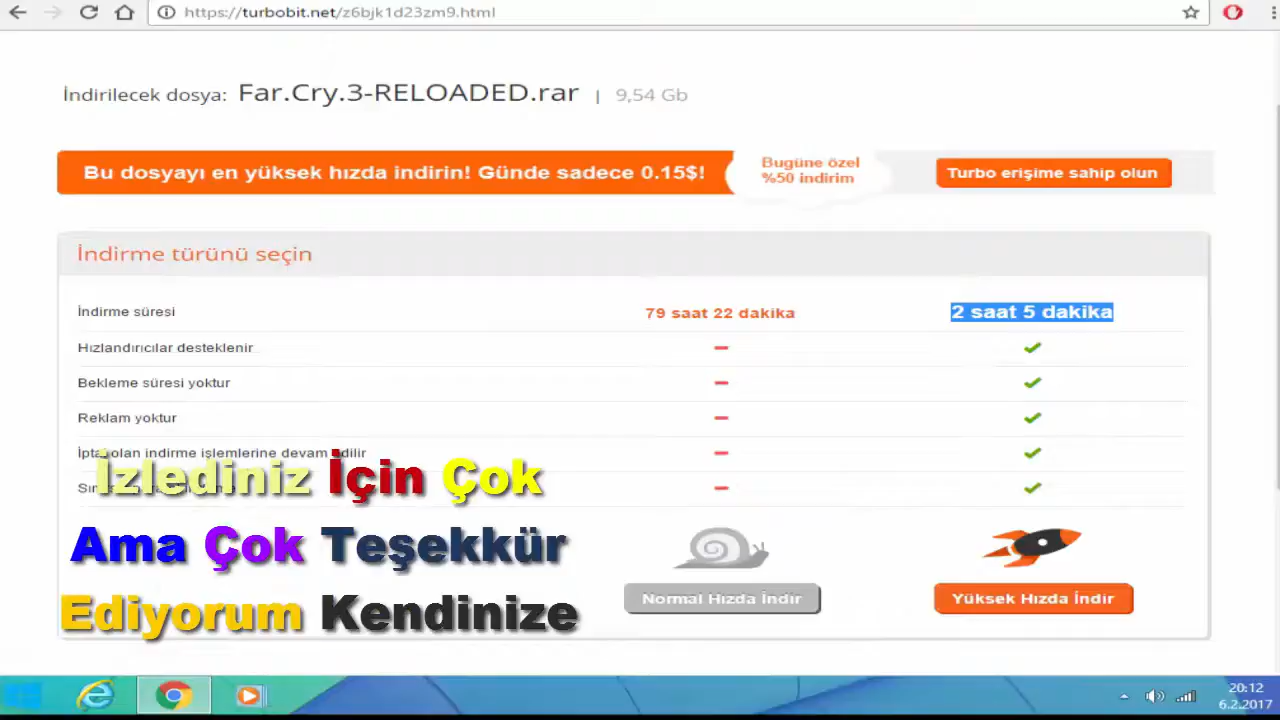 https://turbobit.net/z6bjk1d23zm9.html
İndirilecek dosya: Far.Cry.3-RELOADED.rar | 9,54 Gb
Bu dosyayı en yüksek hızda indirin! Günde sadece 0.15$!
Bugüne özel
%50 indirim
Turbo erişime sahip olun
İndirme türünü seçin
İndirme süresi 79 saat 22 dakika 2 saat 5 dakika
Hızlandırıcılar desteklenir
Bekleme süresi yoktur
Reklam yoktur
olan indirme işlemlerine devam
İzlediniz İçin Çok
Ama Çok Teşekkür
Ediyorum Kendinize
Normal Hızda İndir Yüksek Hızda İndir
20:12
6.2.2017